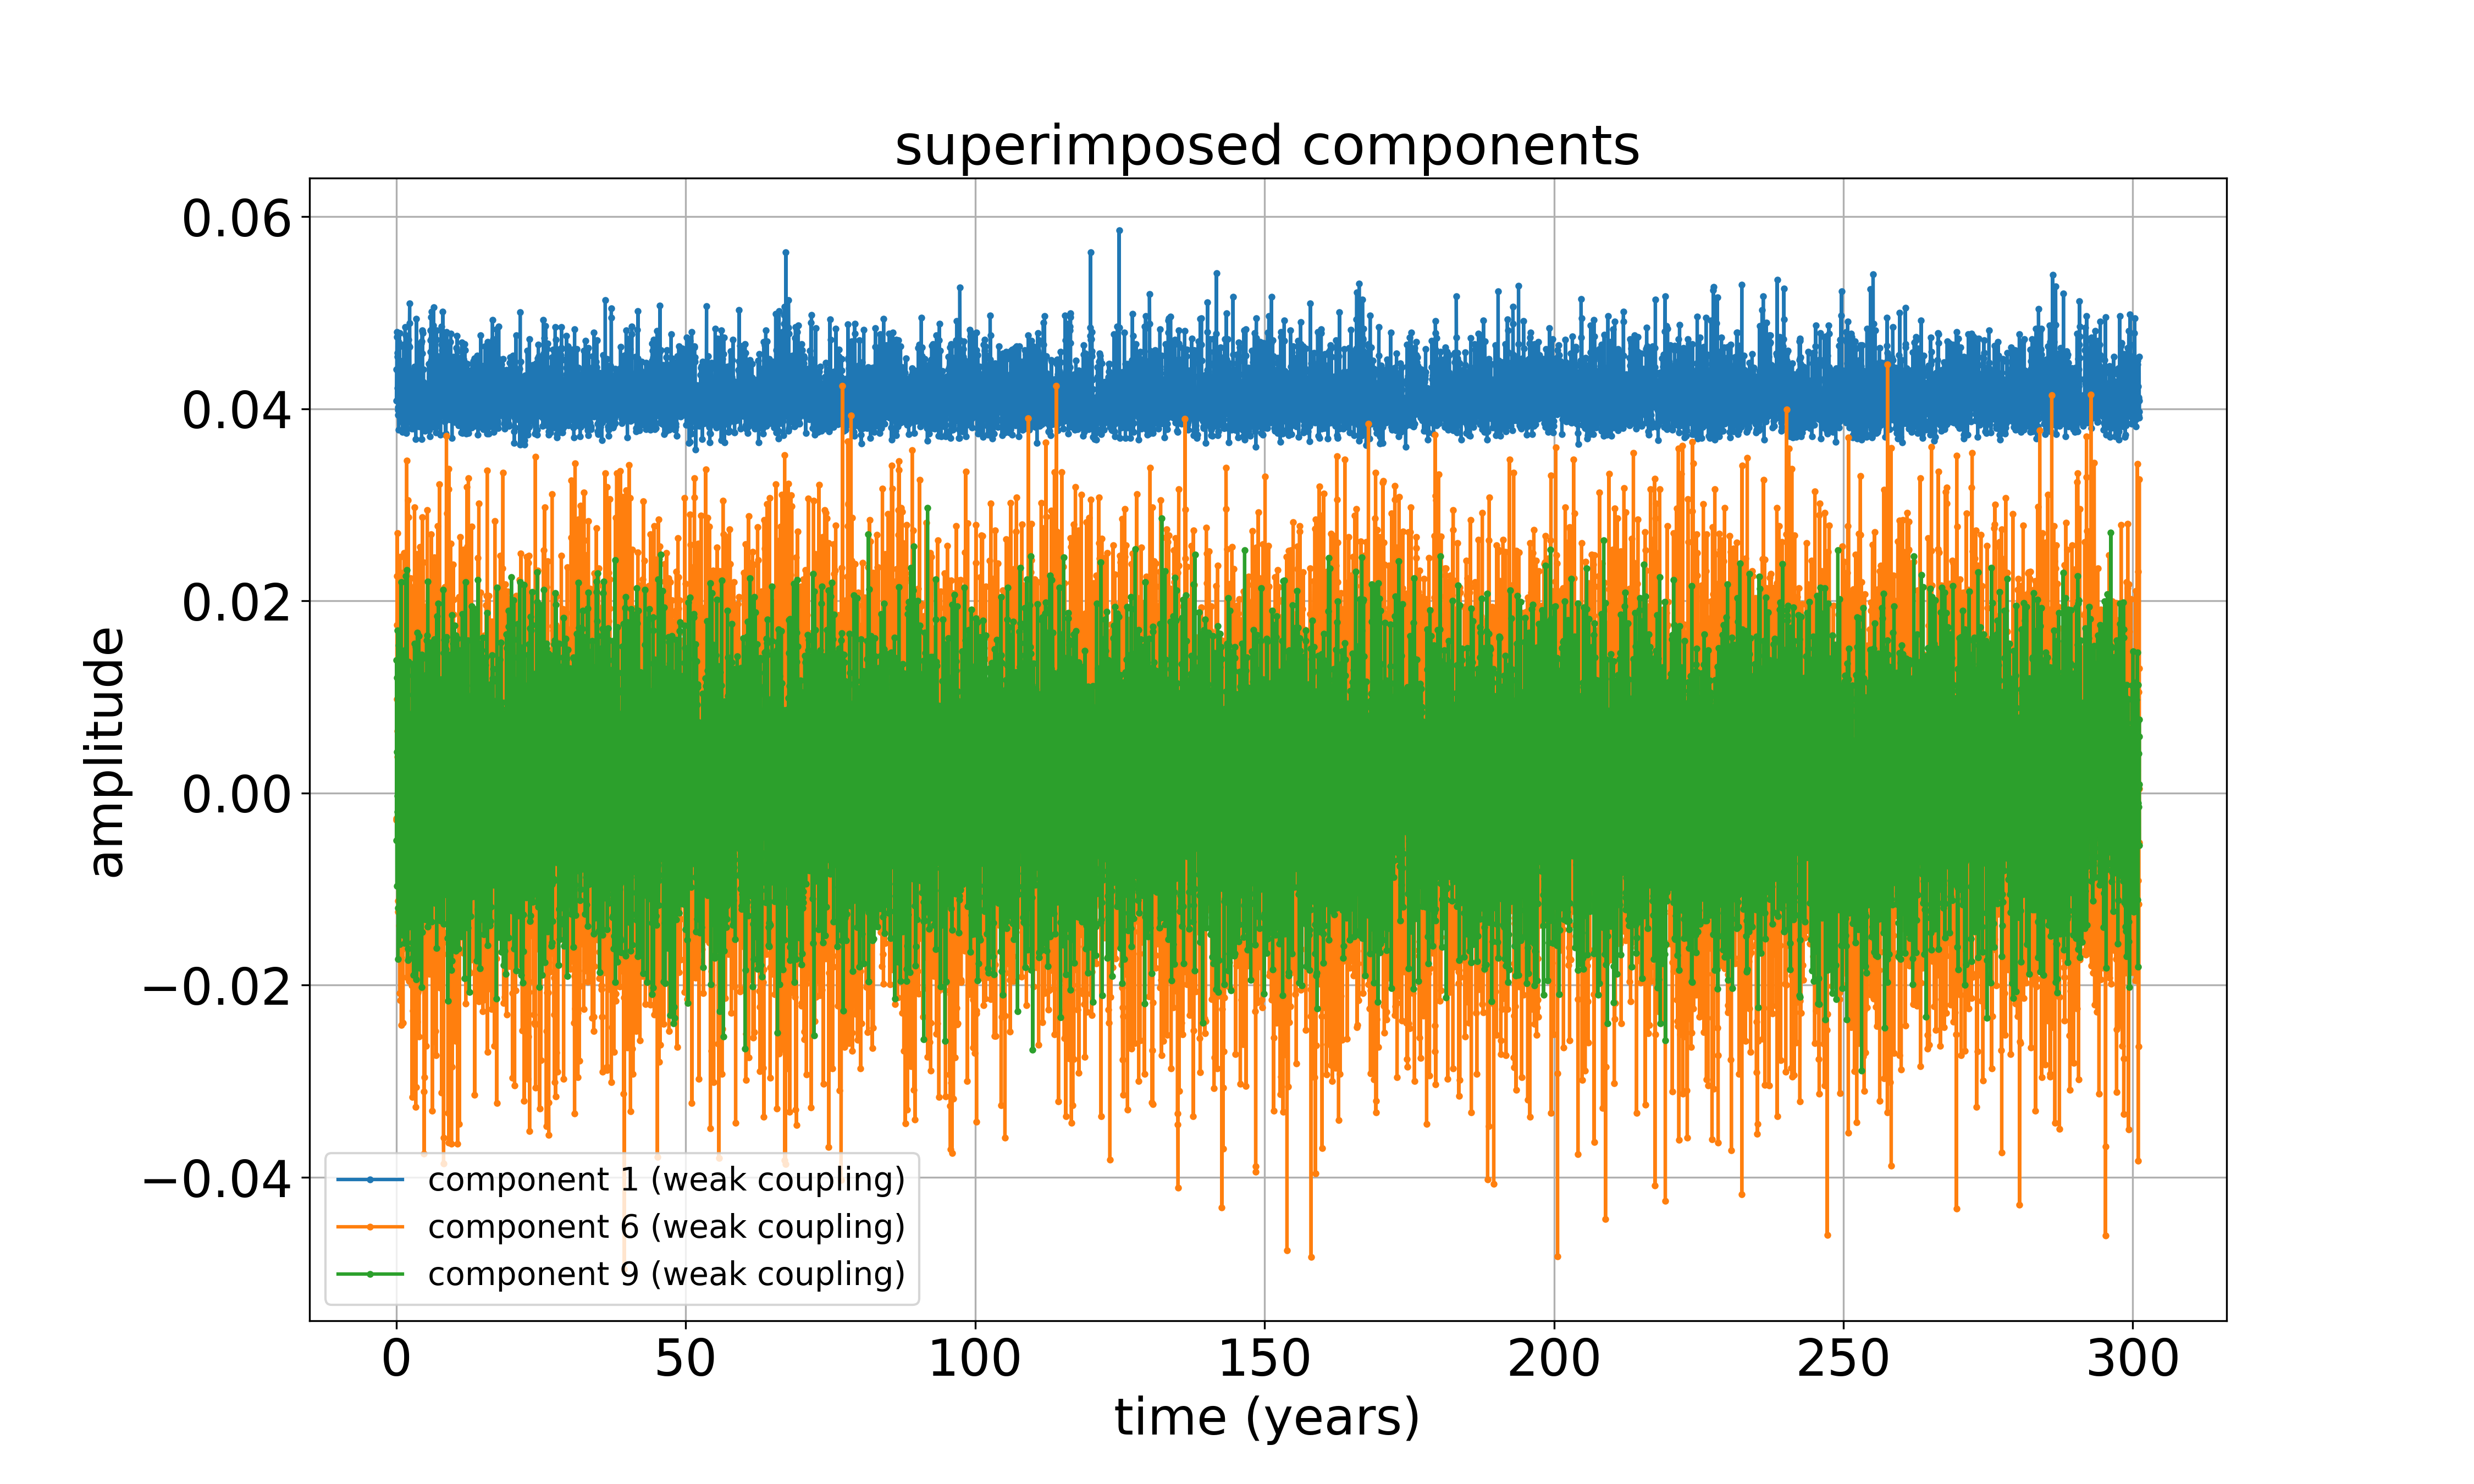 superimposed components
0.06
0.04
0.02
0.00
−0.02
−0.04
amplitude
component 1 (weak coupling)
component 6 (weak coupling)
component 9 (weak coupling)
0 50 100 150 200 250 300
time (years)